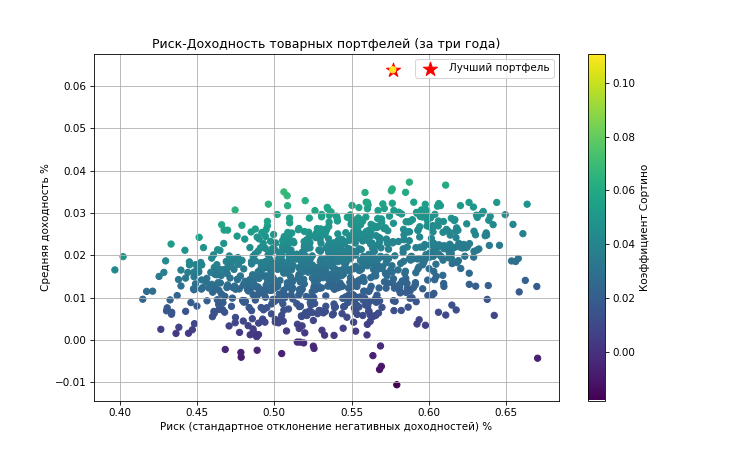 Риск-Доходность товарных портфелей (за три года)
Лучший портфель
Средняя доходность %
0.06
0.05
0.04
0.03
0.02
0.01
0.00
−0.01
0.40 0.45 0.50 0.55 0.60 0.65
Риск (стандартное отклонение негативных доходностей) %
0.10
0.08
0.06
0.04
0.02
0.00
Коэффициент Сортино